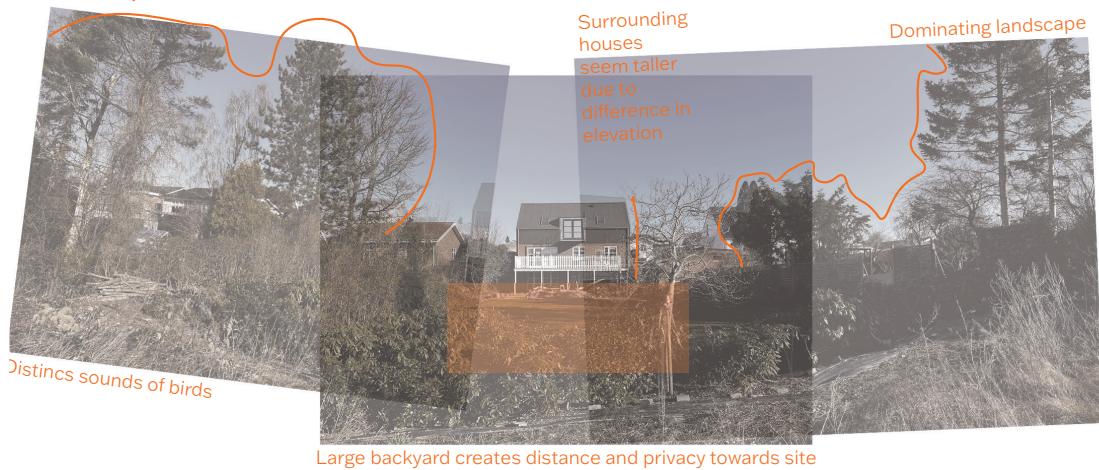 Surrounding
houses
seem taller
due to
difference in
elevation
Dominating landscape
Distincs sounds of birds
Large backyard creates distance and privacy towards site